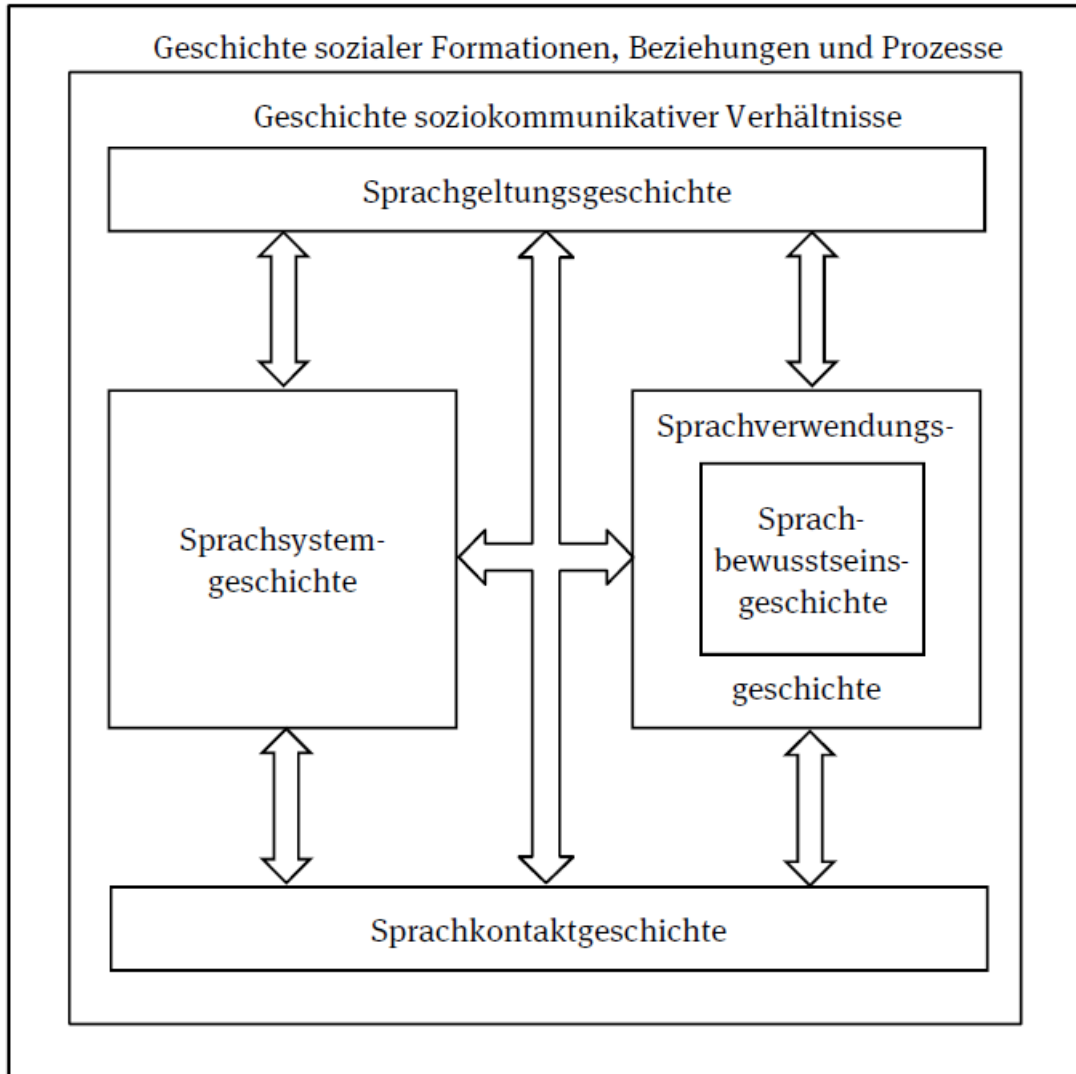 Geschichte sozialer Formationen, Beziehungen und Prozesse
Geschichte soziokommunikativer Verhältnisse
Sprachgeltungsgeschichte
Sprachsystem-
geschichte
Sprachverwendungs-
Sprach-
bewusstseins-
geschichte
geschichte
Sprachkontaktgeschichte